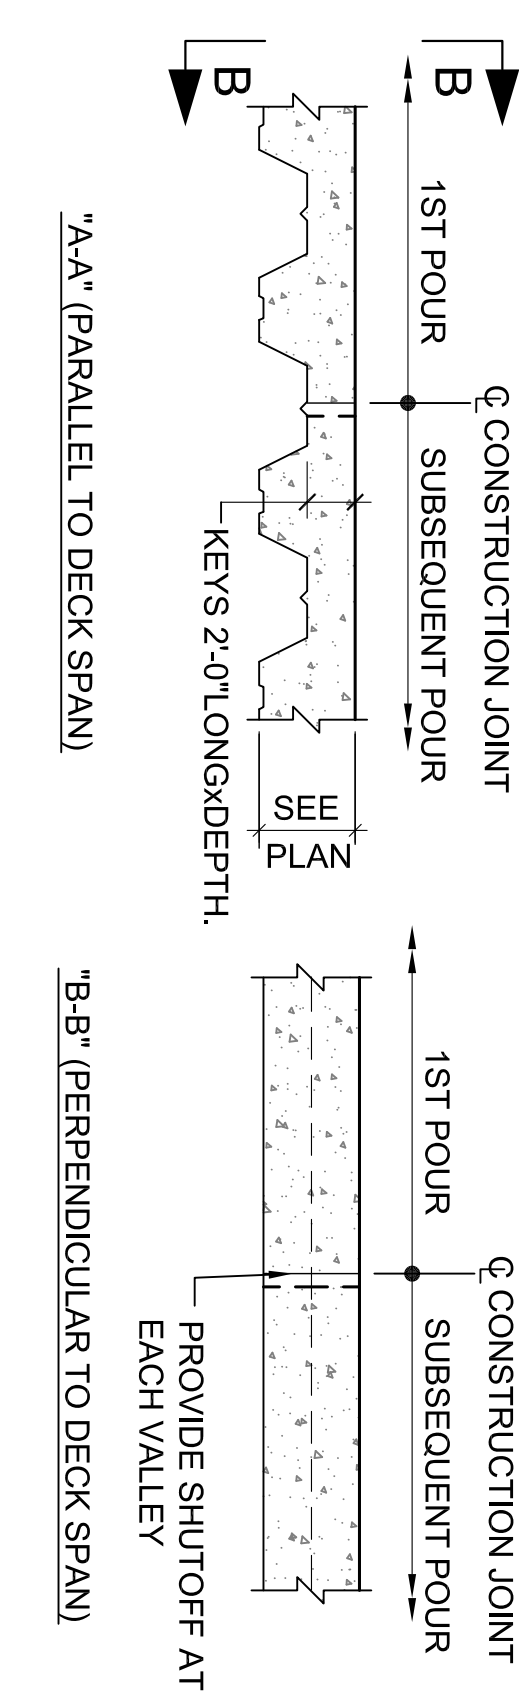 B
B
℄ CONSTRUCTION JOINT
1ST POUR
SUBSEQUENT POUR
SEE
PLAN
KEYS 2'-0"LONGxDEPTH.
"A-A" (PARALLEL TO DECK SPAN)
℄ CONSTRUCTION JOINT
1ST POUR
SUBSEQUENT POUR
PROVIDE SHUTOFF AT
EACH VALLEY
"B-B" (PERPENDICULAR TO DECK SPAN)